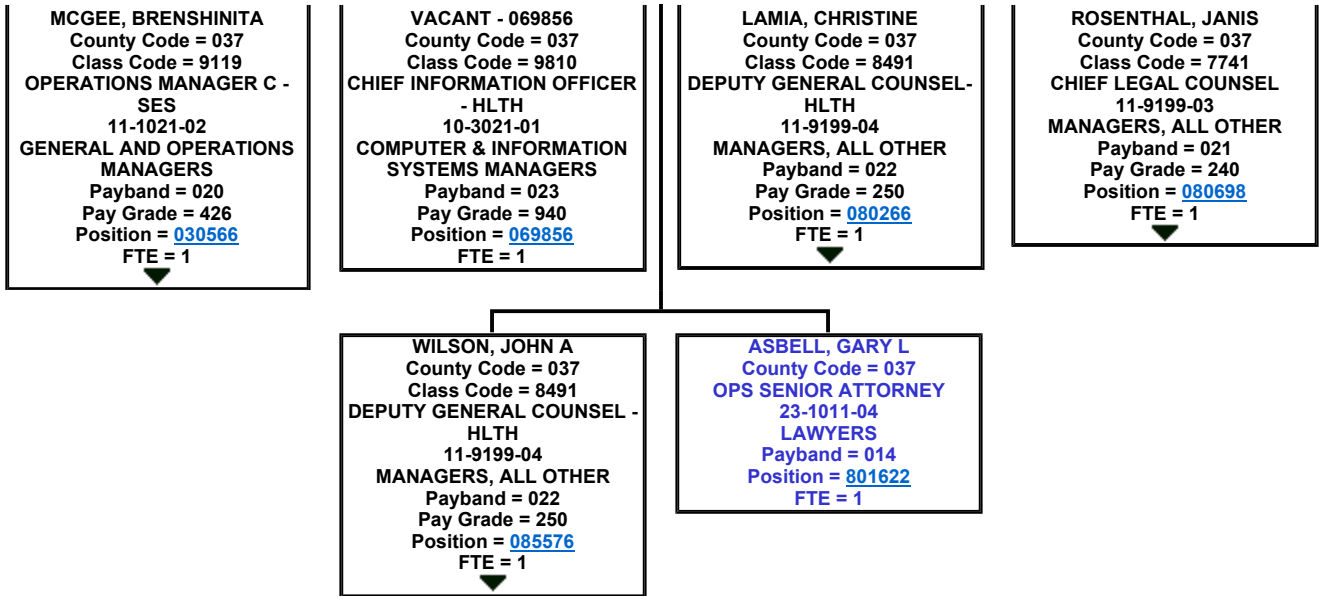 MCGEE, BRENSHINITA
County Code = 037
Class Code = 9119
OPERATIONS MANAGER C -
SES
11-1021-02
GENERAL AND OPERATIONS
MANAGERS
Payband = 020
Pay Grade = 426
Position = 030566
FTE = 1
VACANT - 069856
County Code = 037
Class Code = 9810
CHIEF INFORMATION OFFICER
- HLTH
10-3021-01
COMPUTER & INFORMATION
SYSTEMS MANAGERS
Payband = 023
Pay Grade = 940
Position = 069856
FTE = 1
LAMIA, CHRISTINE
County Code = 037
Class Code = 8491
DEPUTY GENERAL COUNSEL-
HLTH
11-9199-04
MANAGERS, ALL OTHER
Payband = 022
Pay Grade = 250
Position = 080266
FTE = 1
ROSENTHAL, JANIS
County Code = 037
Class Code = 7741
CHIEF LEGAL COUNSEL
11-9199-03
MANAGERS, ALL OTHER
Payband = 021
Pay Grade = 240
Position = 080698
FTE = 1
WILSON, JOHN A
County Code = 037
Class Code = 8491
DEPUTY GENERAL COUNSEL -
HLTH
11-9199-04
MANAGERS, ALL OTHER
Payband = 022
Pay Grade = 250
Position = 085576
FTE = 1
ASBELL, GARY L
County Code = 037
OPS SENIOR ATTORNEY
23-1011-04
LAWYERS
Payband = 014
Position = 801622
FTE = 1